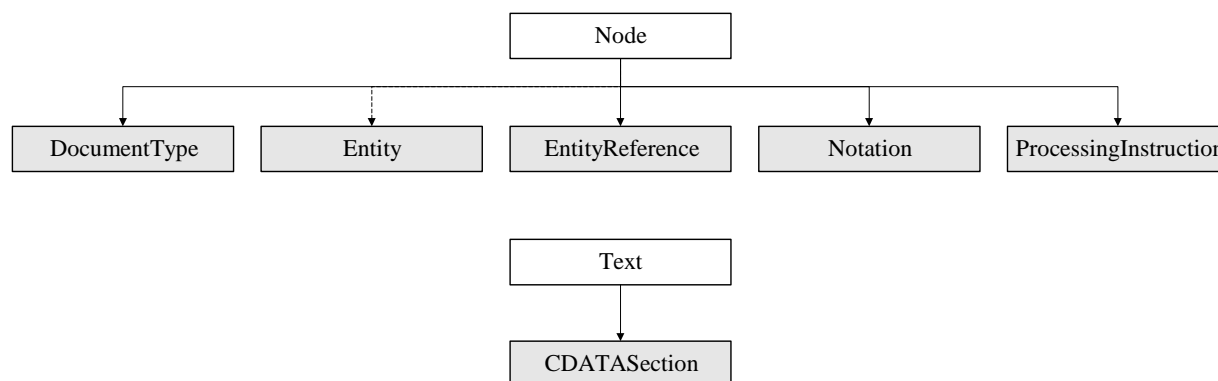 Node
DocumentType Entity EntityReference Notation ProcessingInstruction
Text
CDATASection